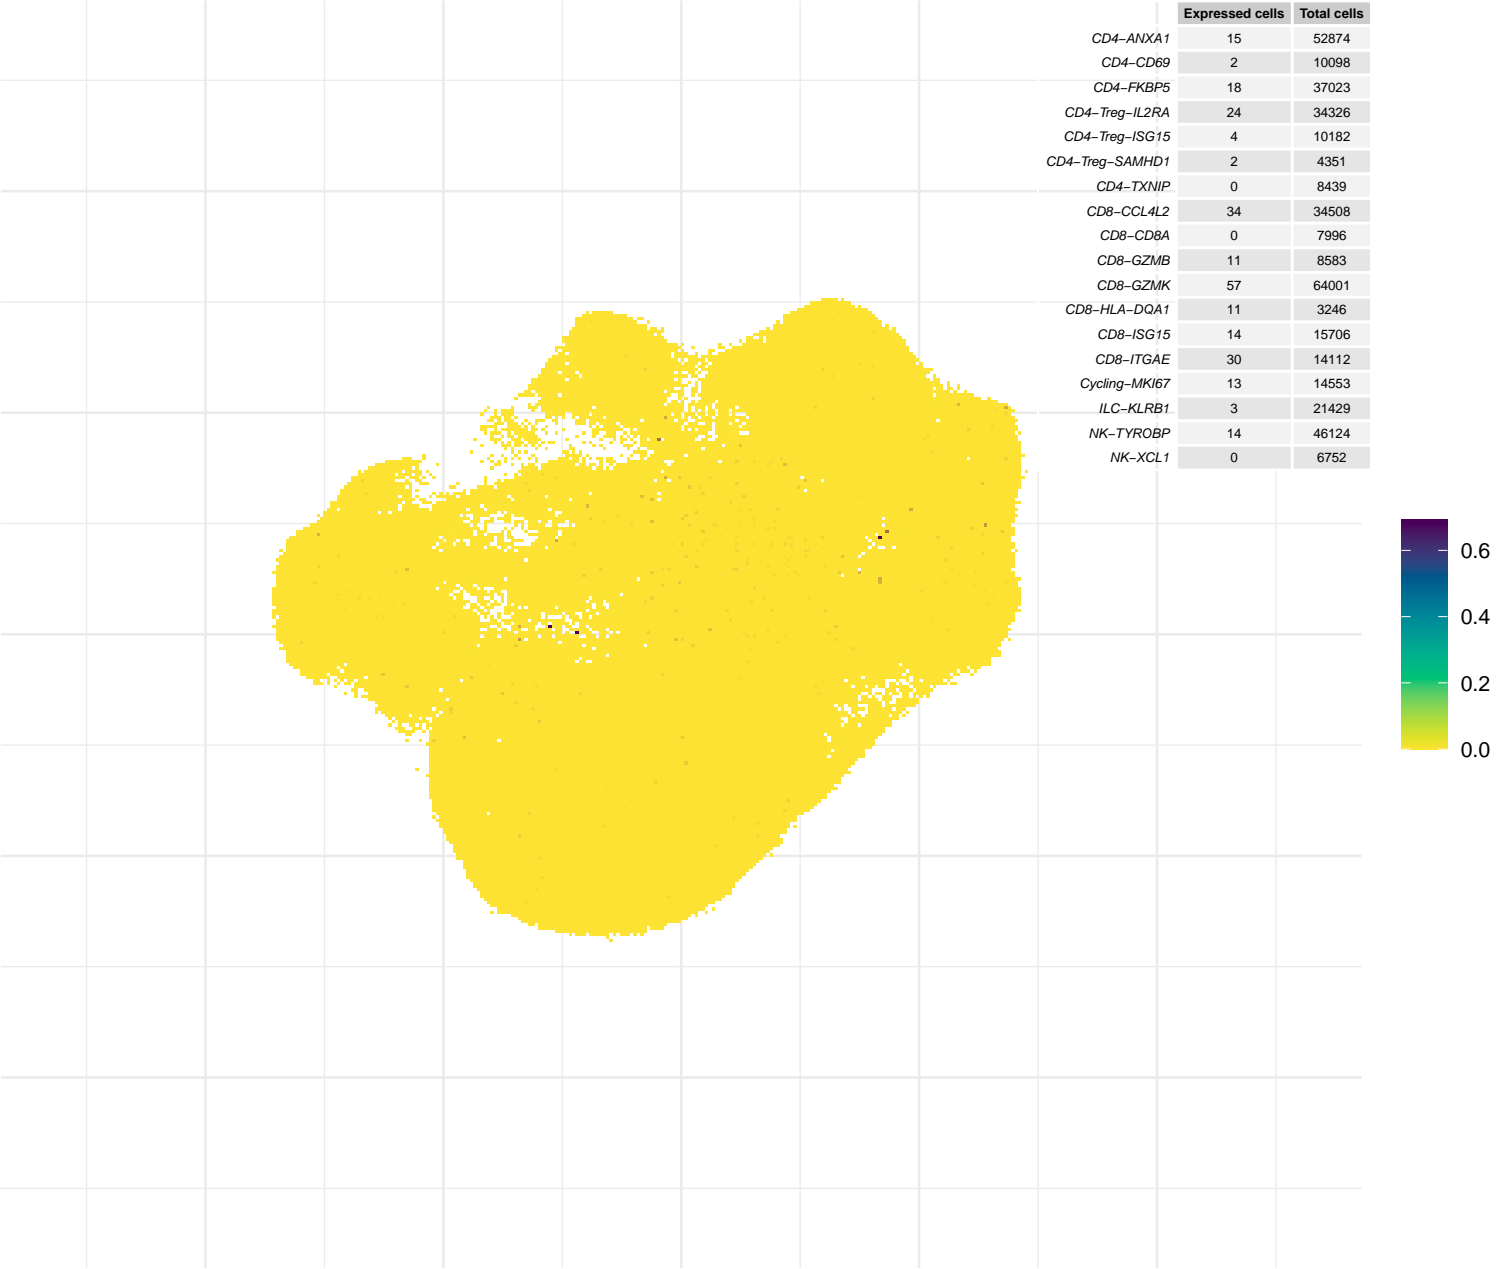 Expressed cells Total cells
CD4−ANXA1 15 52874
CD4−CD69 2 10098
CD4−FKBP5 18 37023
CD4−Treg−IL2RA 24 34326
CD4−Treg−ISG15 4 10182
CD4−Treg−SAMHD1 2 4351
CD4−TXNIP 0 8439
CD8−CCL4L2 34 34508
CD8−CD8A 0 7996
CD8−GZMB 11 8583
CD8−GZMK 57 64001
CD8−HLA−DQA1 11 3246
CD8−ISG15 14 15706
CD8−ITGAE 30 14112
Cycling−MKI67 13 14553
ILC−KLRB1 3 21429
NK−TYROBP 14 46124
NK−XCL1 0 6752
0.6
0.4
0.2
0.0